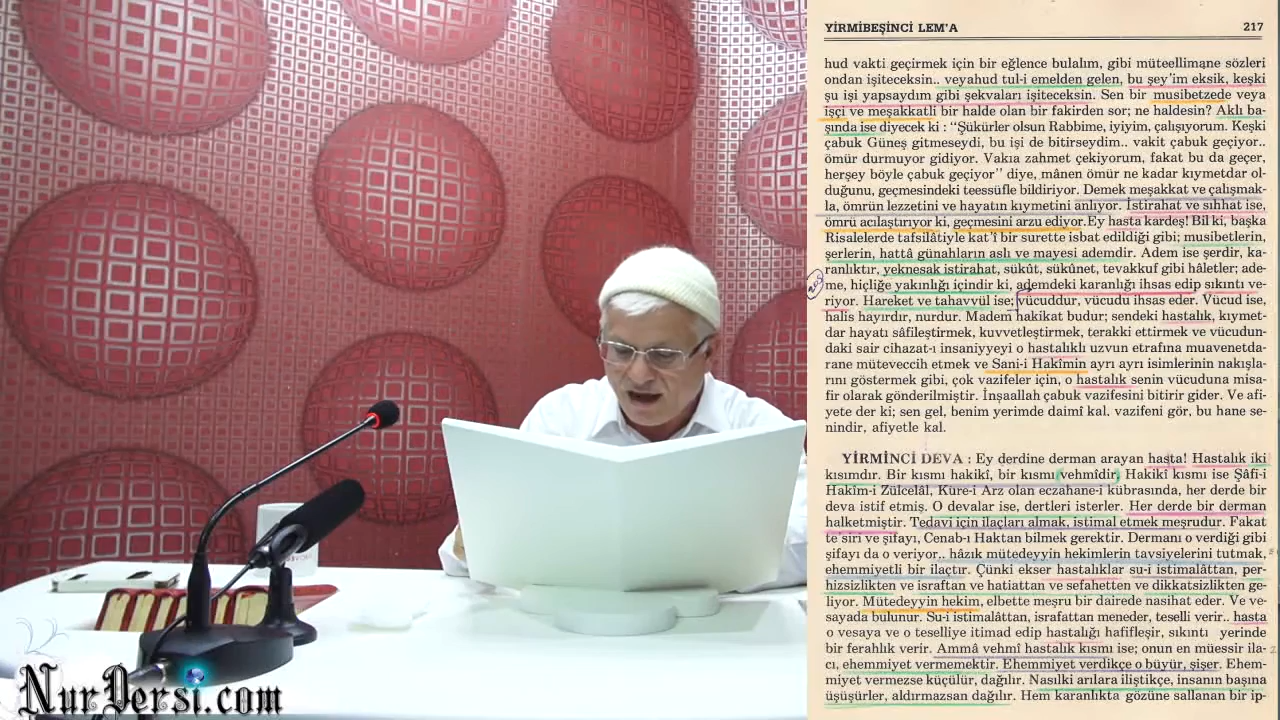 YİRMİBEŞİNCİ LEM'A 217
hud vakti geçirmek için bir eğlence bulalım, gibi müteellimane sözleri
ondan işiteceksin.. veyahud tul-i emelden gelen, bu şey'im eksik, keşki
şu işi yapsaydım gibi şekvaları işiteceksin. Sen bir musibetzede veya
işçi ve meşakkatli bir halde olan bir fakirden sor; ne haldesin? Aklı ba-
şında ise diyecek ki : "Şükürler olsun Rabbime, iyiyim, çalışıyorum. Keşki
çabuk Güneş gitmeseydi, bu işi de bitirseydim.. vakit çabuk geçiyor..
ömür durmuyor gidiyor. Vakıa zahmet çekiyorum, fakat bu da geçer,
herşey böyle çabuk geçiyor" diye, mânen ömür ne kadar kıymetdar ol-
duğunu, geçmesindeki teessüfle bildiriyor. Demek meşakkat ve çalışmak-
la, ömrün lezzetini ve hayatın kıymetini anlıyor. İstirahat ve sıhhat ise,
ömrü acılaştırıyor ki, geçmesini arzu ediyor.Ey hasta kardeş! Bil ki; başka
Risalelerde tafsilâtiyle kat'î bir surette isbat edildiği gibi; musibetlerin,
şerlerin, hattâ günahların aslı ve mayesi ademdir. Adem ise şerdir, ka-
ranlıktır, yeknesak istirahat, sükût, sükûnet, tevakkuf gibi hâletler; ade-
me, hiçliğe yakınlığı içindir ki, ademdeki karanlığı ihsas edip sıkıntı ve-
riyor. Hareket ve tahavvül ise; vücuddur, vücudu ihsas eder. Vücud ise,
halis hayırdır, nurdur. Madem hakikat budur; sendeki hastalık, kıymet-
dar hayatı sâfileştirmek, kuvvetleştirmek, terakki ettirmek ve vücudun-
daki sair cihazat-ı insaniyyeyi o hastalıklı uzvun etrafına muavenetda-
rane müteveccih etmek ve Sani-i Hakîmin ayrı ayrı isimlerinin nakışla-
rını göstermek gibi, çok vazifeler için, o hastalık senin vücuduna misa-
fir olarak gönderilmiştir. İnşaallah çabuk vazifesini bitirir gider. Ve afi-
yete der ki; sen gel, benim yerimde daimî kal. vazifeni gör, bu hane se-
nindir, afiyetle kal.
YİRMİNCİ DEVA : Ey derdine derman arayan hasta! Hastalık iki
kısımdır. Bir kısmı hakikî, bir kısmı vehmîdir. Hakikî kısmı ise Şâfi-i
Hakîm-i Zülcelâl, Küre-i Arz olan eczahane-i kübrasında, her derde bir
deva istif etmiş. O devalar ise, dertleri isterler. Her derde bir derman
halketmiştir. Tedavi için ilaçları almak, istimal etmek meşrudur. Fakat
te'siri ve şifayı, Cenab-ı Haktan bilmek gerektir. Dermanı o verdiği gibi
şifayı da o veriyor.. hâzık mütedeyyin hekimlerin tavsiyelerini tutmak,
ehemmiyetli bir ilaçtır. Çünki ekser hastalıklar su-i istimalâttan, per-
hizsizlikten ve israftan ve hatiattan ve sefahetten ve dikkatsizlikten ge-
liyor. Mütedeyyin hekim, elbette meşru bir dairede nasihat eder. Ve ve-
sayada bulunur. Su-i istimalâttan, israfattan meneder, teselli verir.. hasta
o vesaya ve o teselliye itimad edip hastalığı hafifleşir, sıkıntı yerinde
bir ferahlık verir. Ammâ vehmî hastalık kısmı ise; onun en müessir ila-
cı, ehemmiyet vermemektir. Ehemmiyet verdikçe o büyür, şişer. Ehem-
miyet vermezse küçülür, dağılır. Nasılki arılara iliştikçe, insanın başına
üşüşürler, aldırmazsan dağılır. Hem karanlıkta gözüne sallanan bir ip-
NurDersi.com